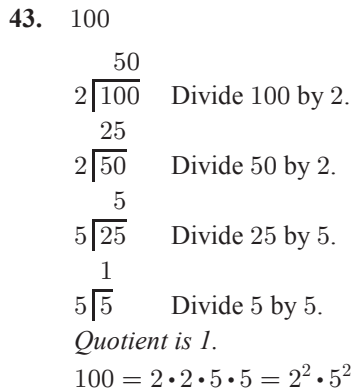 43. 100
50
2 100 Divide 100 by 2.
25
2 50 Divide 50 by 2.
5
5 25 Divide 25 by 5.
1
5 5 Divide 5 by 5.
Quotient is 1.
100 = 2 • 2 • 5 • 5 = 2² • 5²